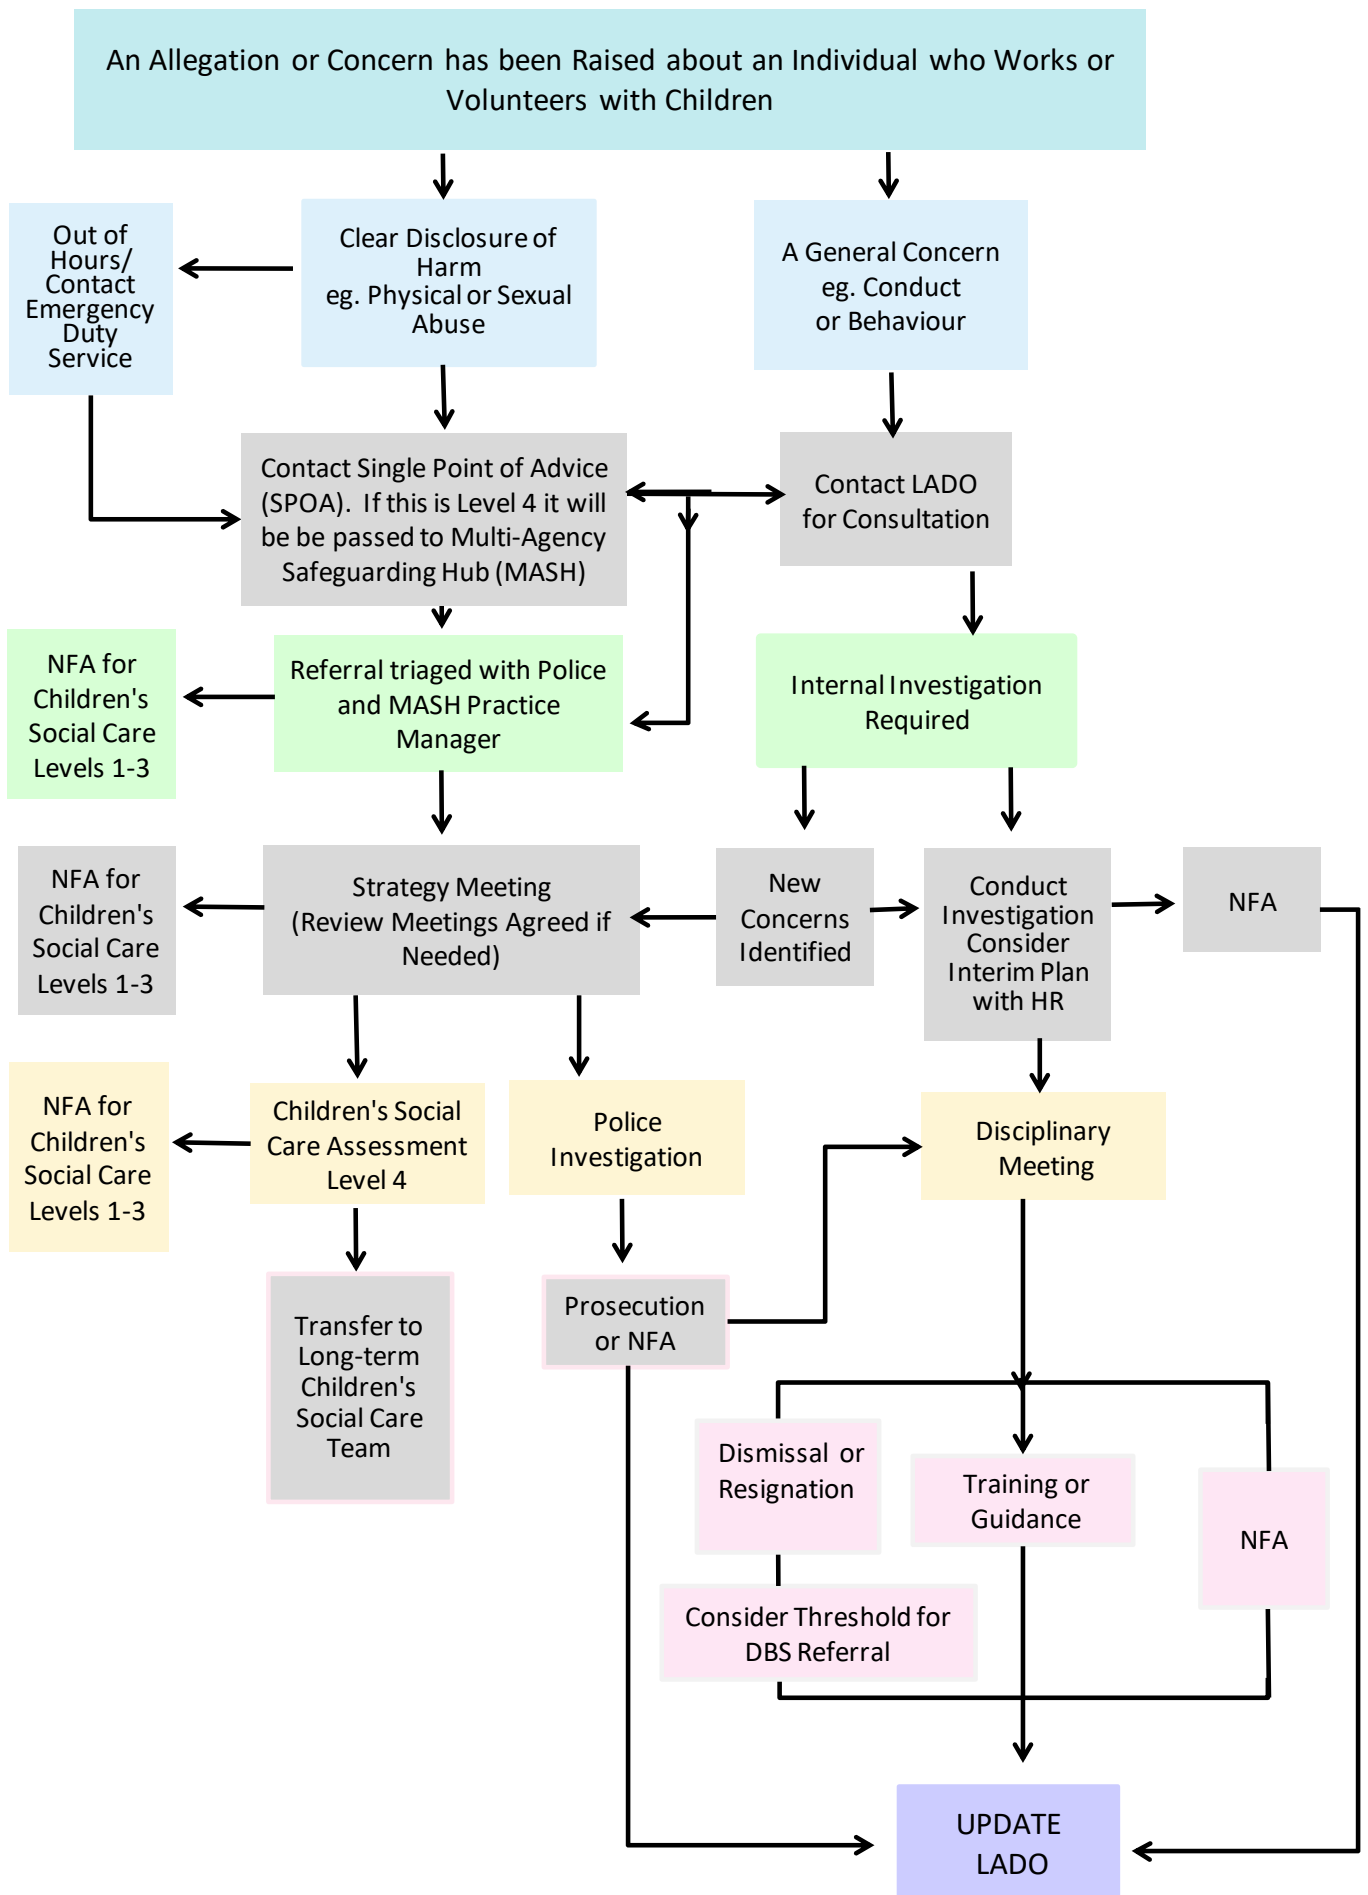 An Allegation or Concern has been Raised about an Individual who Works or
Volunteers with Children
Out of
Hours/
Contact
Emergency
Duty
Service
Clear Disclosure of
Harm
eg. Physical or Sexual
Abuse
A General Concern
eg. Conduct
or Behaviour
Contact Single Point of Advice
(SPOA). If this is Level 4 it will
be be passed to Multi-Agency
Safeguarding Hub (MASH)
Contact LADO
for Consultation
NFA for
Children's
Social Care
Levels 1-3
Referral triaged with Police
and MASH Practice
Manager
Internal Investigation
Required
NFA for
Children's
Social Care
Levels 1-3
Strategy Meeting
(Review Meetings Agreed if
Needed)
New
Concerns
Identified
Conduct
Investigation
Consider
Interim Plan
with HR
NFA
NFA for
Children's
Social Care
Levels 1-3
Children's Social
Care Assessment
Level 4
Police
Investigation
Disciplinary
Meeting
Transfer to
Long-term
Children's
Social Care
Team
Prosecution
or NFA
Dismissal or
Resignation
Training or
Guidance
NFA
Consider Threshold for
DBS Referral
UPDATE
LADO